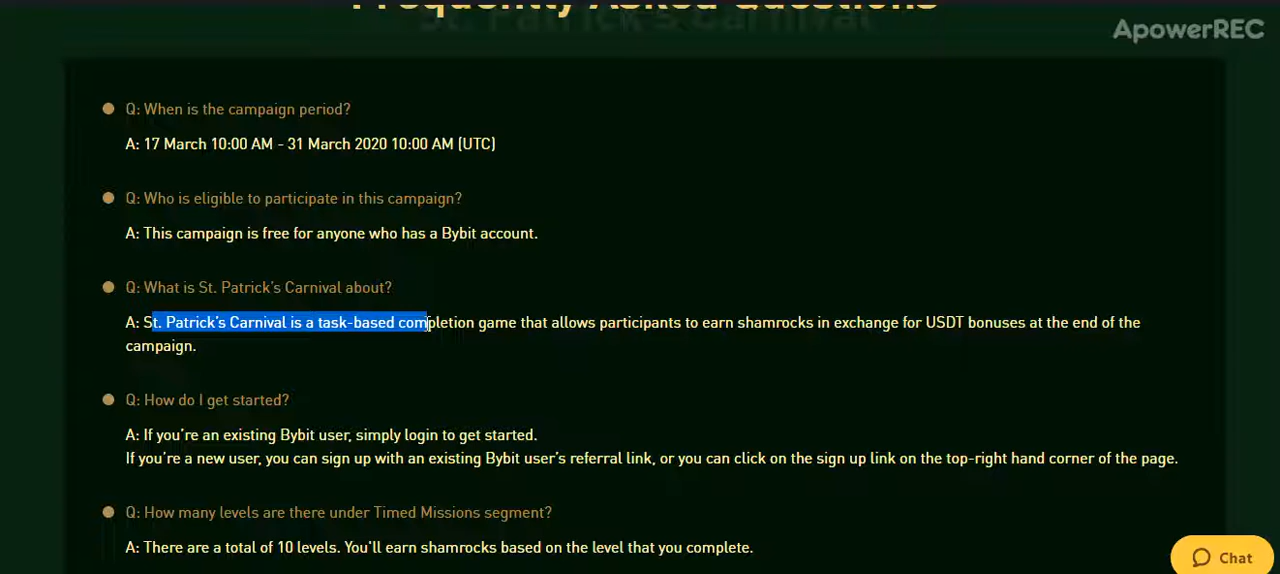 Frequently Asked Questions
St. Patrick's Carnival
ApowerREC
Q: When is the campaign period?
A: 17 March 10:00 AM - 31 March 2020 10:00 AM (UTC)
Q: Who is eligible to participate in this campaign?
A: This campaign is free for anyone who has a Bybit account.
Q: What is St. Patrick's Carnival about?
A: St. Patrick's Carnival is a task-based completion game that allows participants to earn shamrocks in exchange for USDT bonuses at the end of the
campaign.
Q: How do I get started?
A: If you're an existing Bybit user, simply login to get started.
If you're a new user, you can sign up with an existing Bybit user's referral link, or you can click on the sign up link on the top-right hand corner of the page.
Q: How many levels are there under Timed Missions segment?
A: There are a total of 10 levels. You'll earn shamrocks based on the level that you complete.
Chat